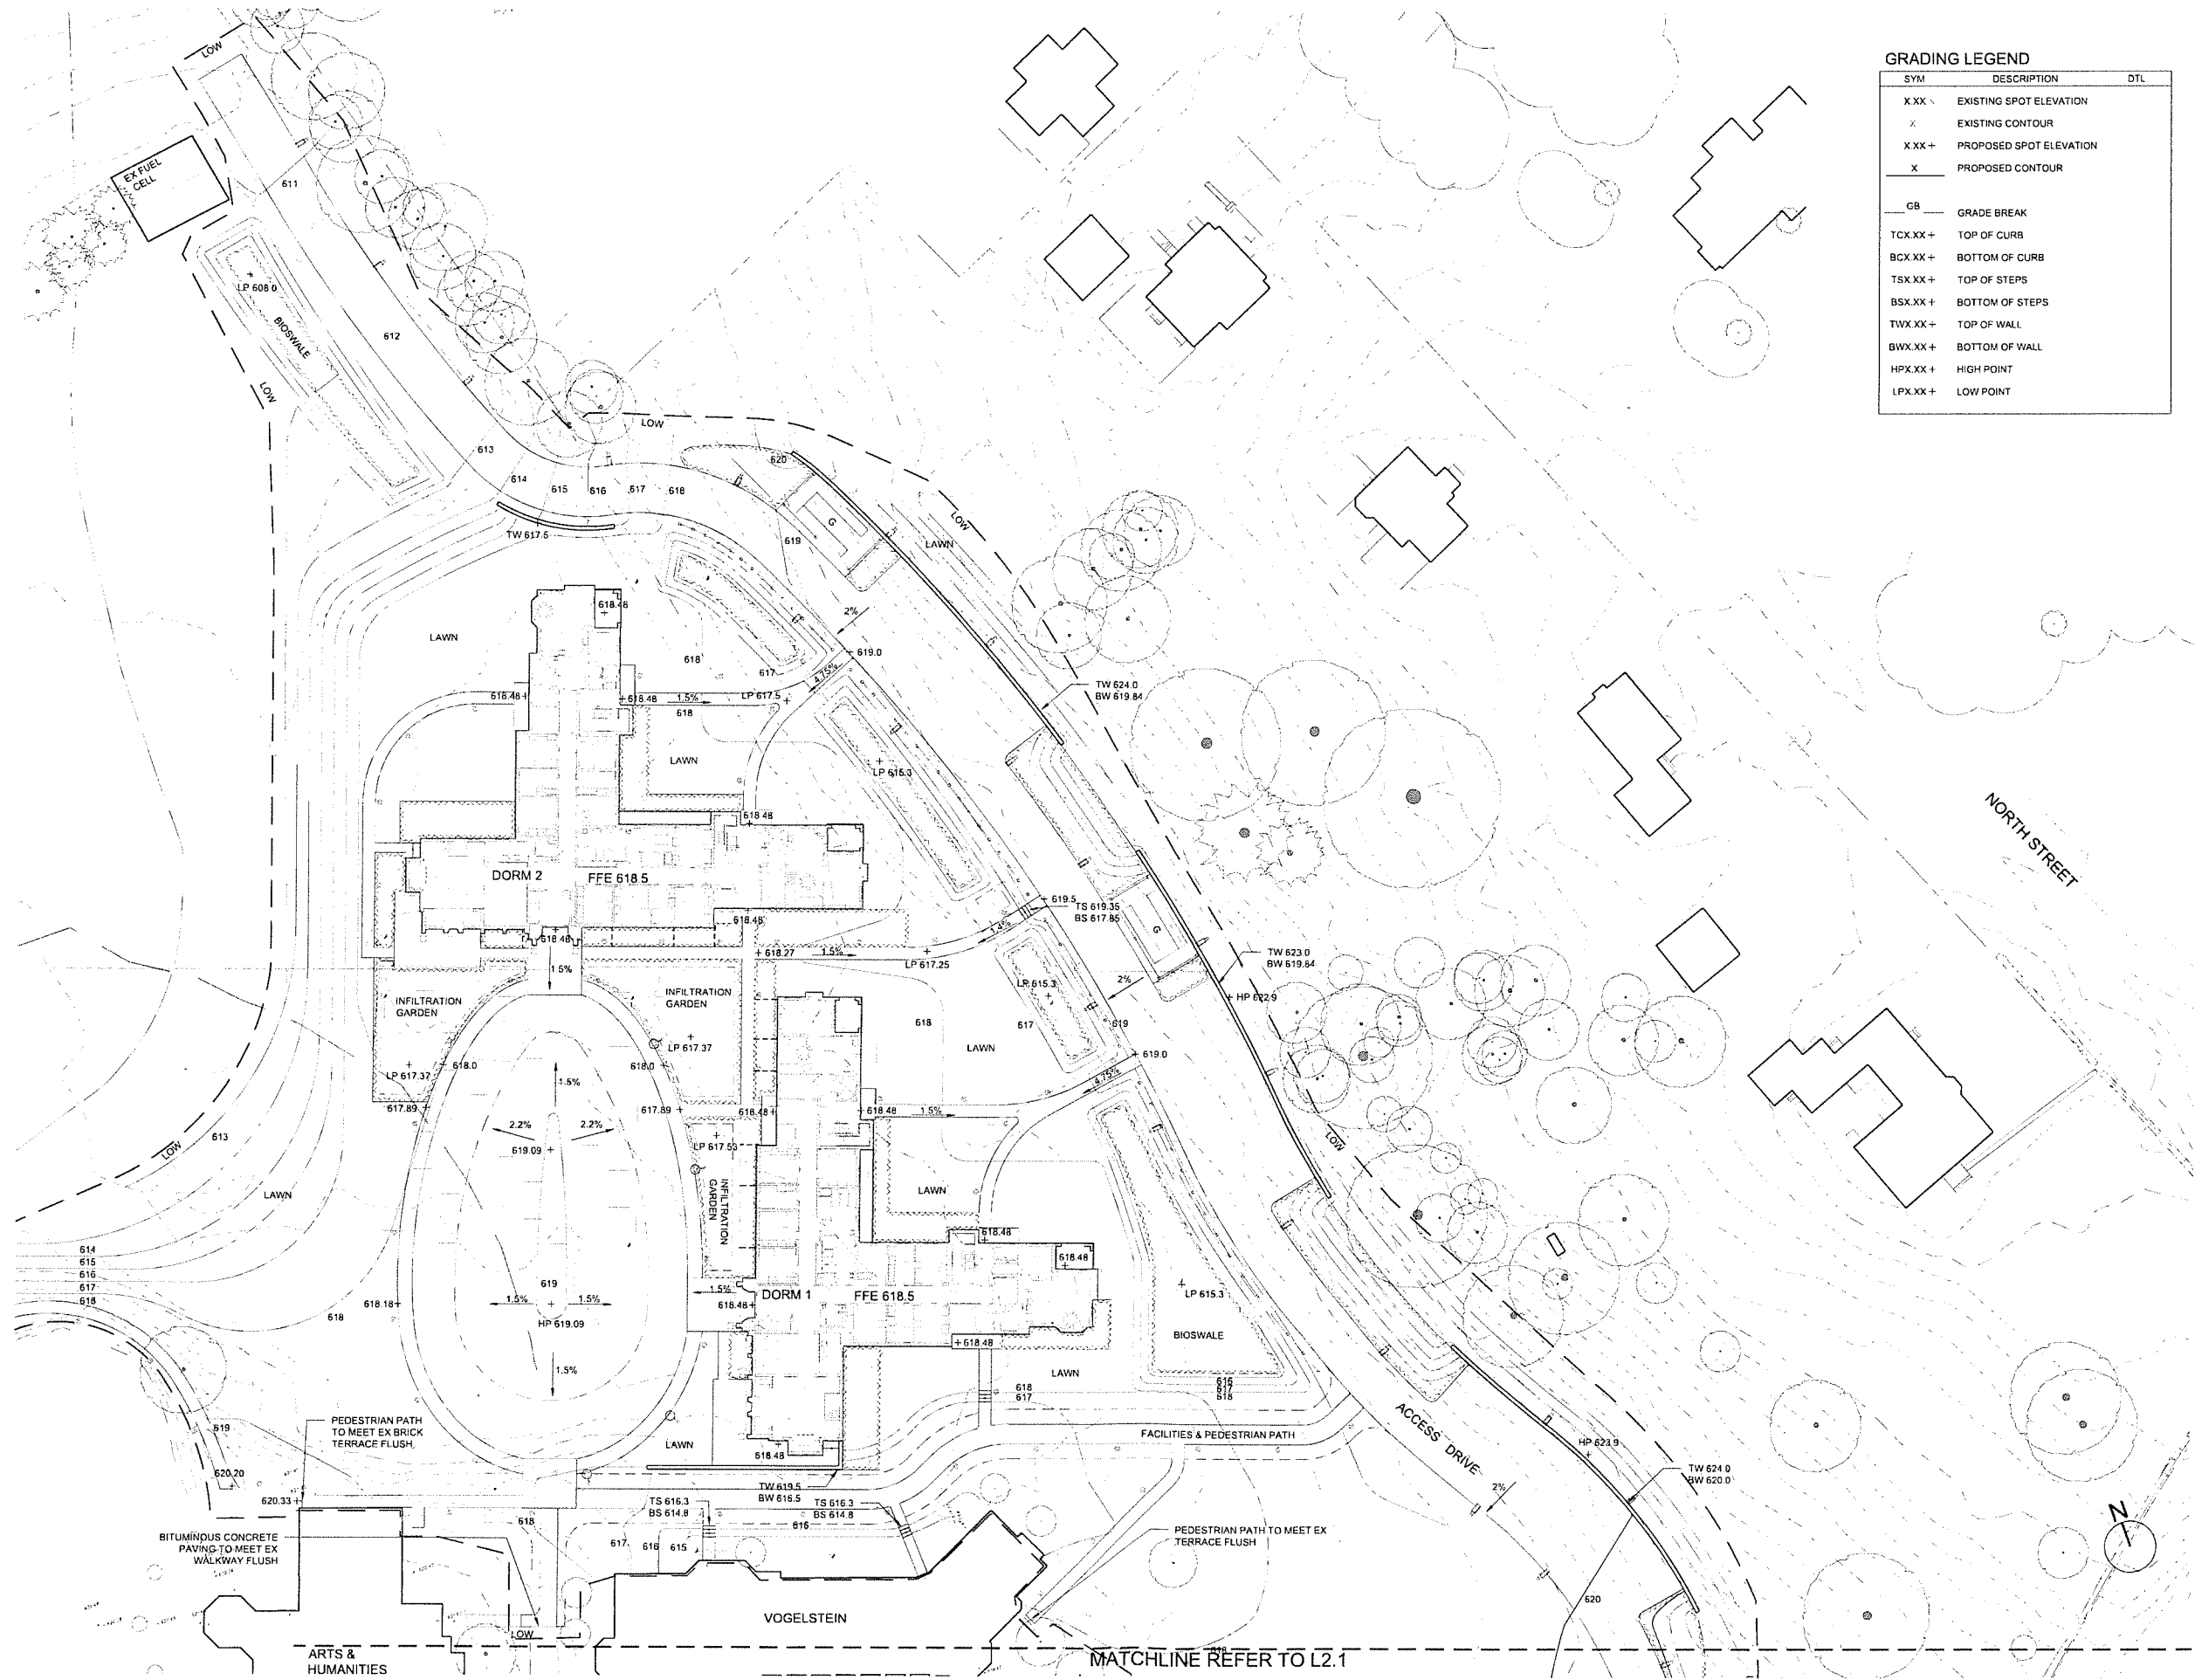 GRADING LEGEND
SYM DESCRIPTION DTL
X.XX EXISTING SPOT ELEVATION
X EXISTING CONTOUR
X.XX + PROPOSED SPOT ELEVATION
X PROPOSED CONTOUR
GB GRADE BREAK
TCX.XX + TOP OF CURB
BCX.XX + BOTTOM OF CURB
TSX.XX + TOP OF STEPS
BSX.XX + BOTTOM OF STEPS
TWX.XX + TOP OF WALL
BWX.XX + BOTTOM OF WALL
HPX.XX + HIGH POINT
LPX.XX + LOW POINT
LOW
EX FUEL
CELL
611
LP 608.0
BIOSWALE
612
LOW
LOW
613
620
614
615
616
617
618
G
LOW
TW 617.5
619
LAWN
618.48
2%
LAWN
618
619.0
617
4.75%
618.48
618.48
1.5%
LP 617.5
618
TW 624.0
BW 619.84
LAWN
LP 615.3
NORTH STREET
618.48
DORM 2
FFE 618.5
619.5
TS 619.35
BS 617.85
618.48
618.48
1.4%
G
618.27
1.5%
LP 617.25
TW 623.0
BW 619.84
1.5%
2%
LP 615.3
HP 622.9
INFILTRATION
GARDEN
INFILTRATION
GARDEN
618
617
619
LP 617.37
LAWN
619.0
LP 617.37
618.0
618.0
1.5%
4.75%
617.89
617.89
618.48
618.48
1.5%
2.2%
2.2%
613
LOW
LOW
619.09
LP 617.53
LAWN
INFILTRATION
GARDEN
LAWN
618.48
614
615
616
617
618
618.48
619
1.5%
LP 615.3
618.18
1.5%
1.5%
618.48
DORM 1
FFE 618.5
618
HP 619.09
BIOSWALE
618.48
1.5%
LAWN
618
617
616
617
618
PEDESTRIAN PATH
TO MEET EX BRICK
TERRACE FLUSH
619
ACCESS DRIVE
FACILITIES & PEDESTRIAN PATH
LAWN
618.48
HP 623.9
620.20
TW 624.0
BW 620.0
TW 619.5
BW 616.5
2%
620.33
TS 616.3
BS 614.8
TS 616.3
BS 614.8
618
616
N
BITUMINOUS CONCRETE
PAVING TO MEET EX
WALKWAY FLUSH
PEDESTRIAN PATH TO MEET EX
TERRACE FLUSH
617
616
615
620
VOGELSTEIN
LOW
ARTS &
HUMANITIES
618
MATCHLINE REFER TO L2.1